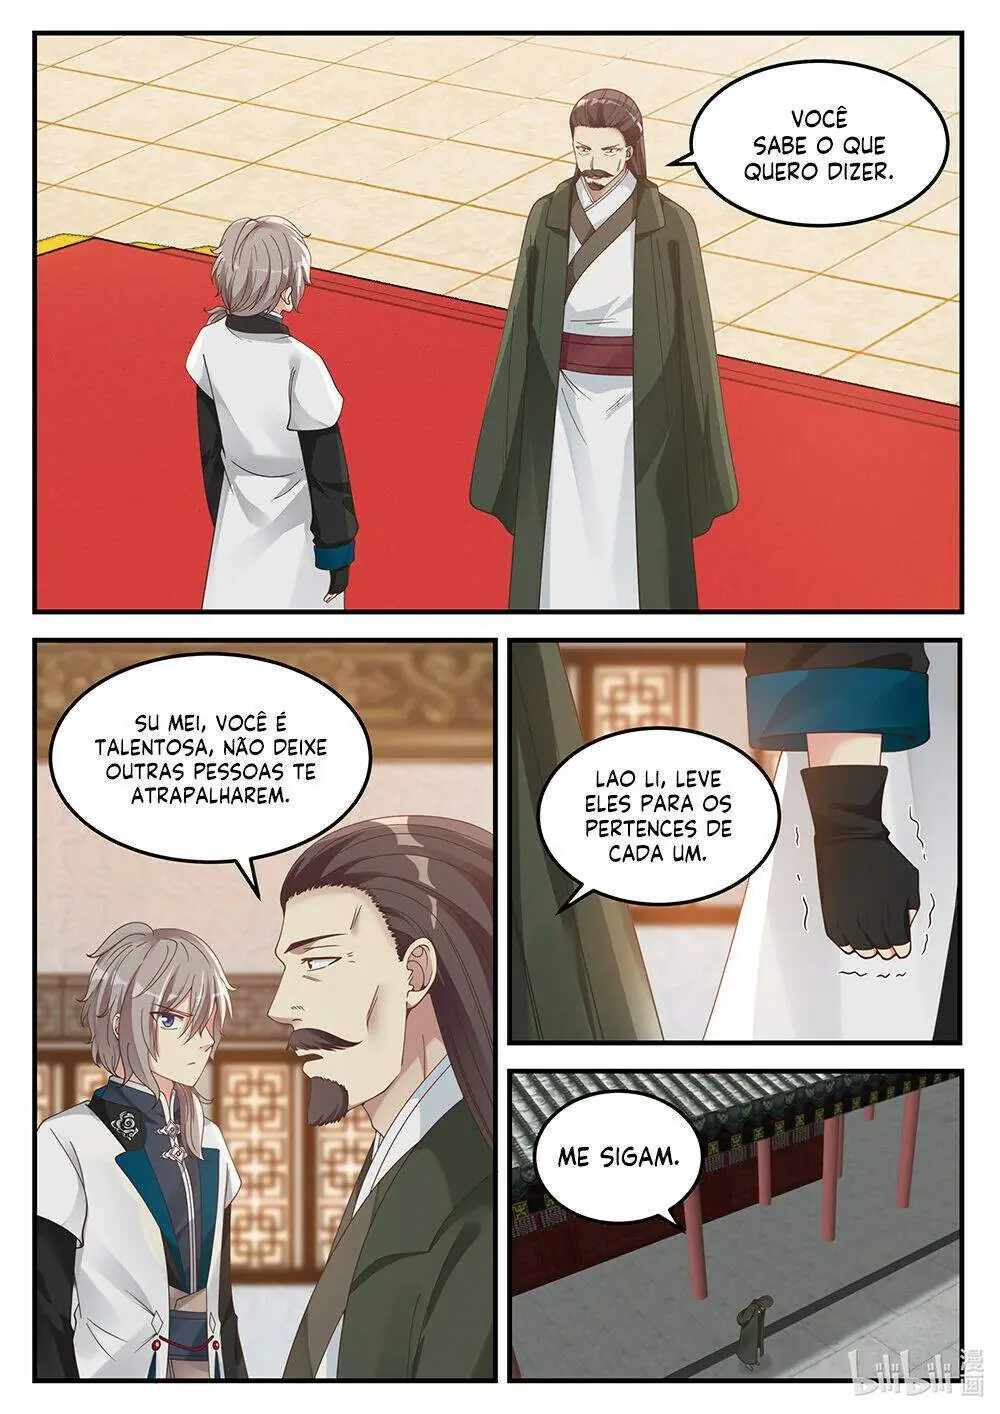 VOCÊ
SABE O QUE
QUERO DIZER.
SU MEI, VOCÊ É
TALENTOSA, NÃO DEIXE
OUTRAS PESSOAS TE
ATRAPALHAREM.
LAO LI, LEVE
ELES PARA OS
PERTENCES DE
CADA UM.
ME SIGAM.
bilibili 漫画